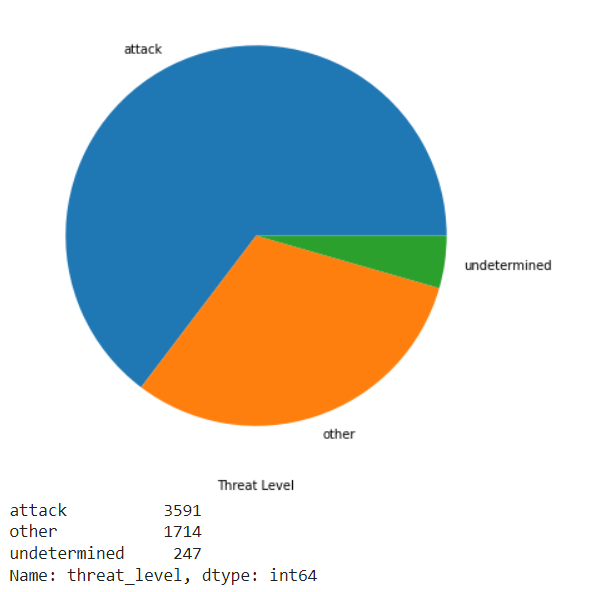 attack
undetermined
other
Threat Level
attack 3591
other 1714
undetermined 247
Name: threat_level, dtype: int64